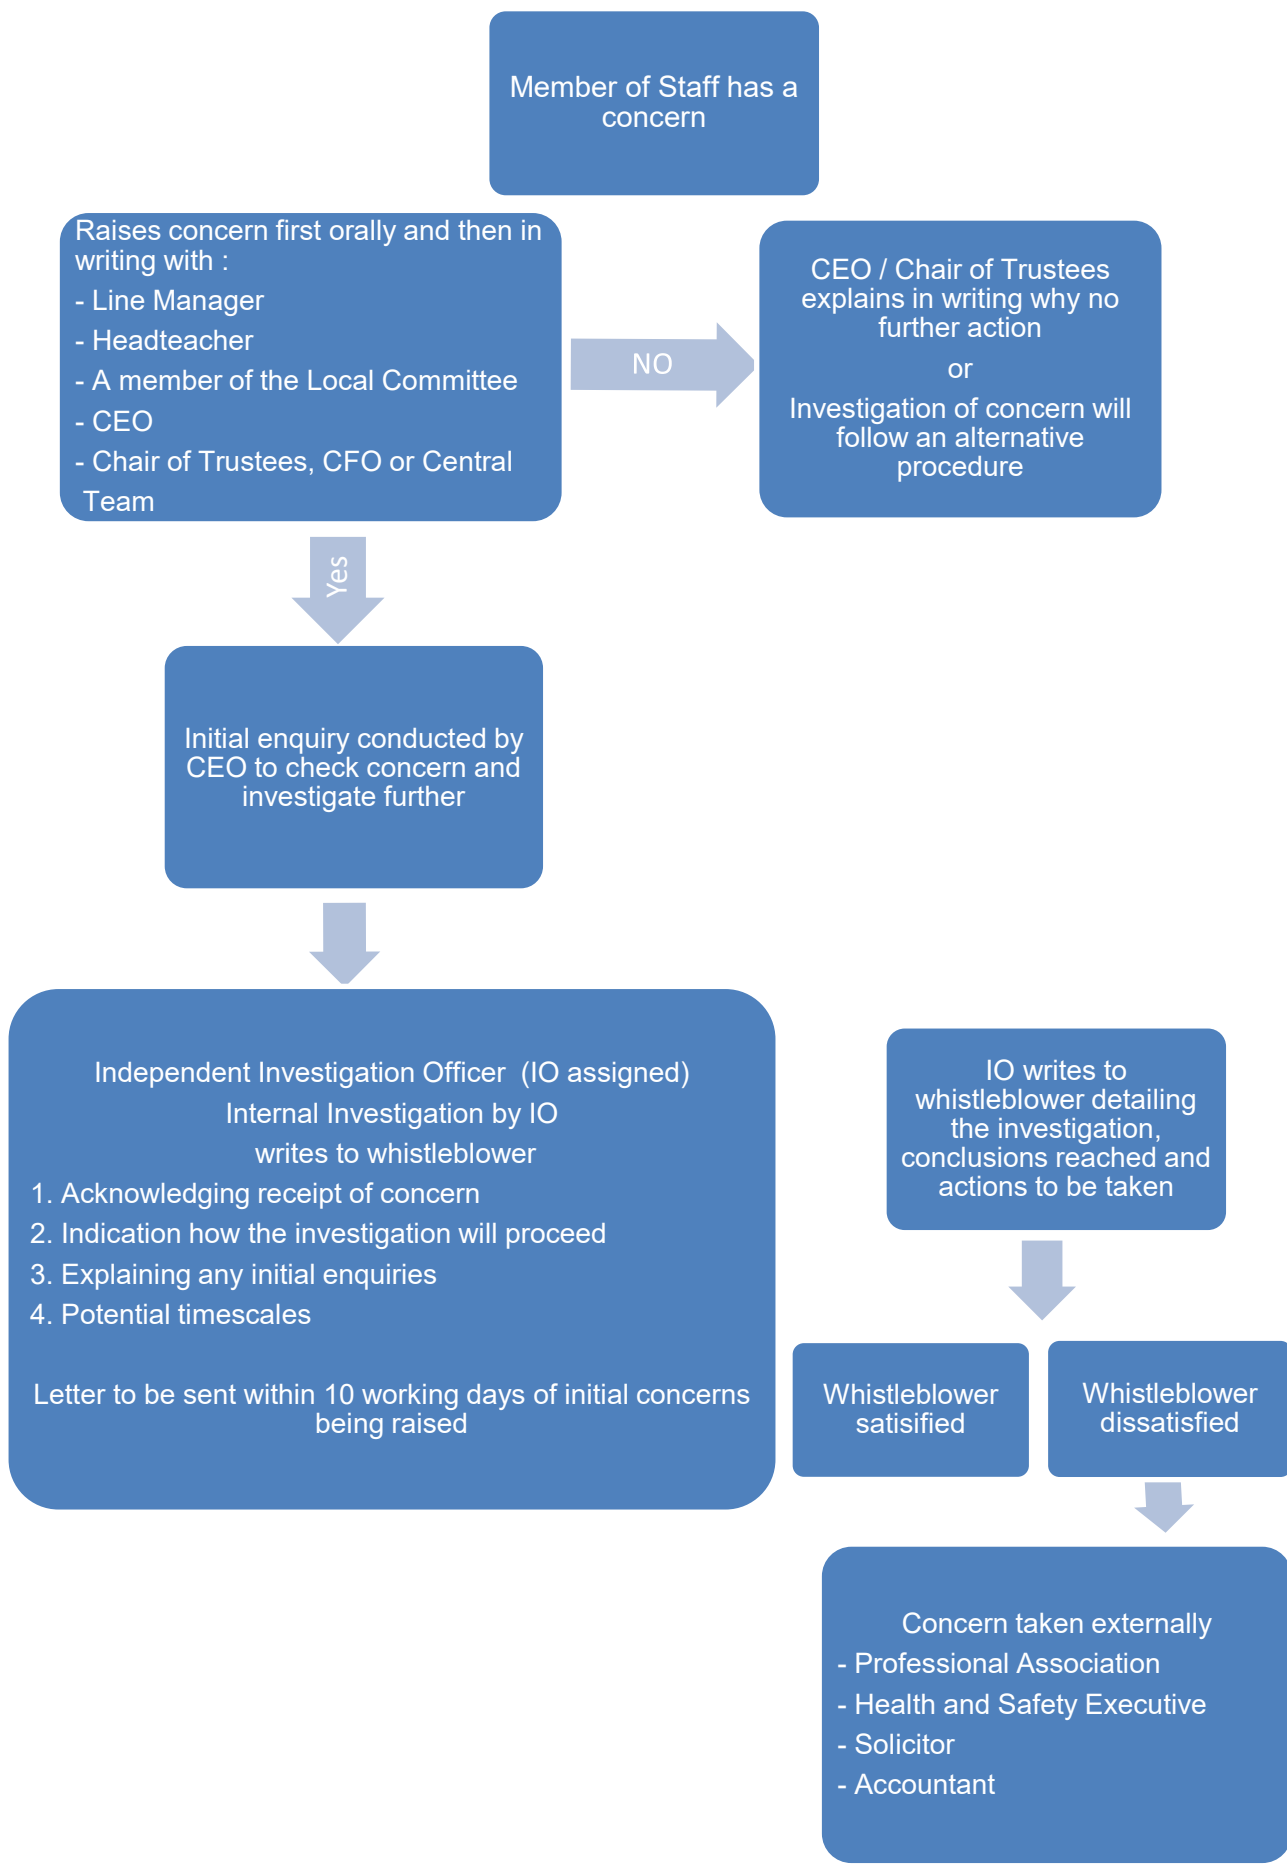 Member of Staff has a
concern
Raises concern first orally and then in
writing with :
- Line Manager
- Headteacher
- A member of the Local Committee
- CEO
- Chair of Trustees, CFO or Central
Team
NO
CEO / Chair of Trustees
explains in writing why no
further action
or
Investigation of concern will
follow an alternative
procedure
Yes
Initial enquiry conducted by
CEO to check concern and
investigate further
Independent Investigation Officer  (IO assigned)
Internal Investigation by IO
writes to whistleblower
1. Acknowledging receipt of concern
2. Indication how the investigation will proceed
3. Explaining any initial enquiries
4. Potential timescales
Letter to be sent within 10 working days of initial concerns
being raised
IO writes to
whistleblower detailing
the investigation,
conclusions reached and
actions to be taken
Whistleblower
satisified
Whistleblower
dissatisfied
Concern taken externally
- Professional Association
- Health and Safety Executive
- Solicitor
- Accountant